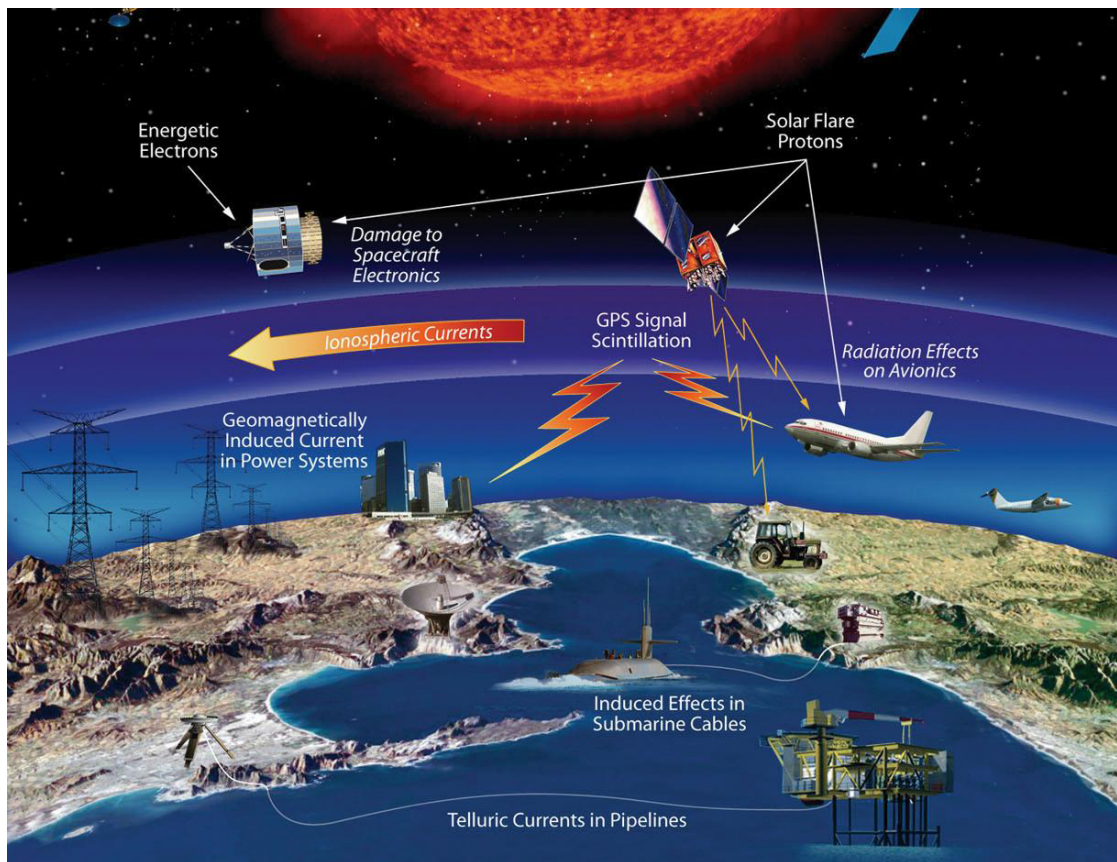 Energetic
Electrons
Solar Flare
Protons
Damage to
Spacecraft
Electronics
Ionospheric Currents
GPS Signal
Scintillation
Radiation Effects
on Avionics
Geomagnetically
Induced Current
in Power Systems
Induced Effects in
Submarine Cables
Telluric Currents in Pipelines